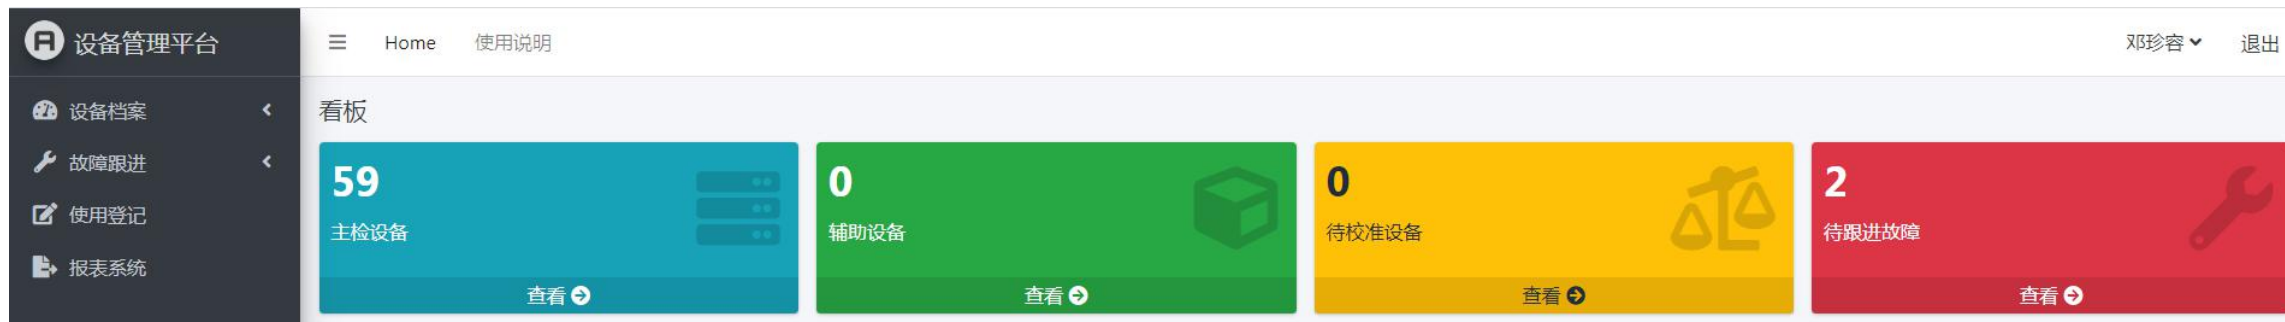 设备管理平台
Home 使用说明 邓珍容 退出
设备档案
故障跟进
使用登记
报表系统
看板
59
主检设备
查看
0
辅助设备
查看
0
待校准设备
查看
2
待跟进故障
查看